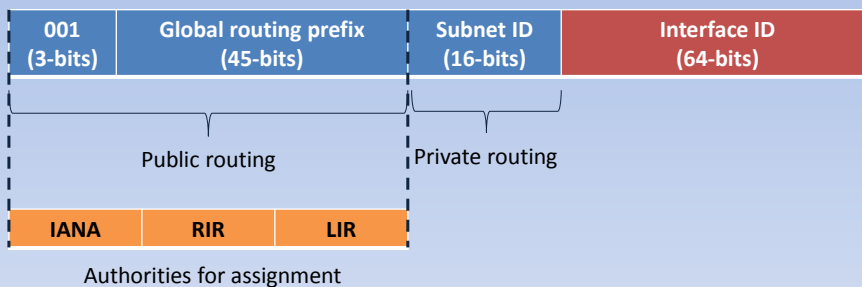 001 Global routing prefix Subnet ID Interface ID
(3-bits) (45-bits) (16-bits) (64-bits)
Public routing Private routing
IANA RIR LIR
Authorities for assignment